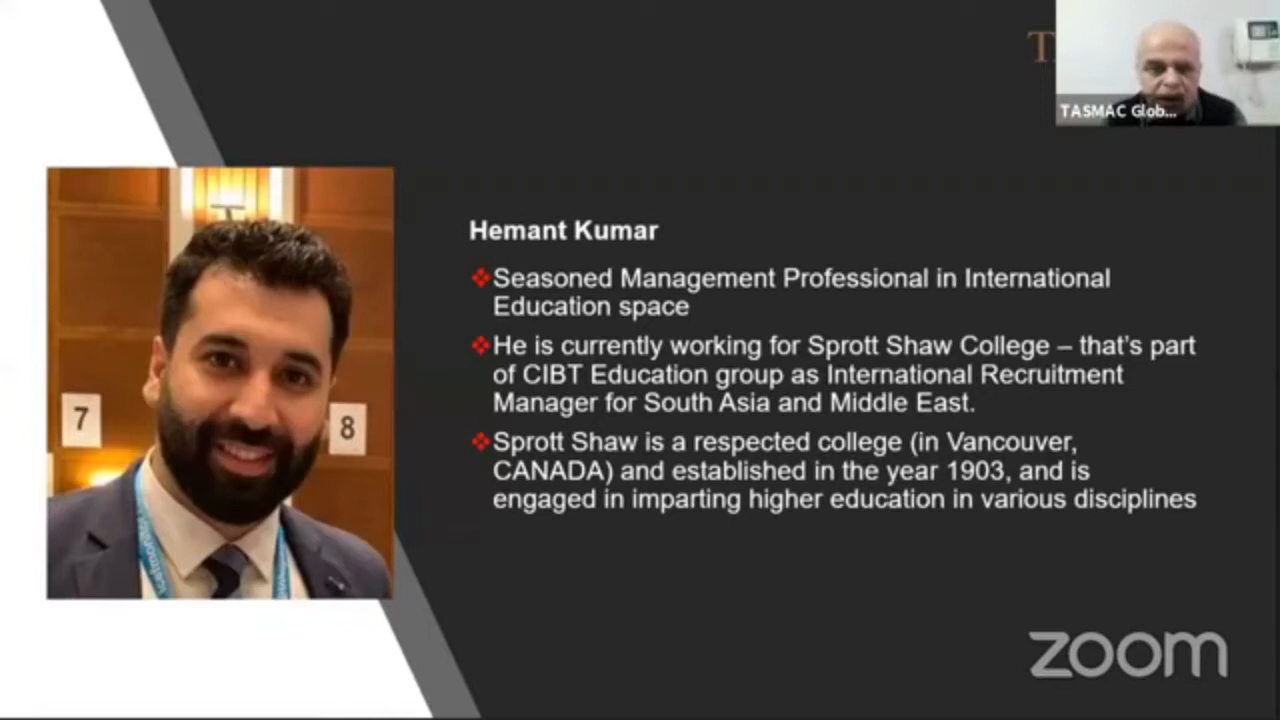 TASMAC Glob...
Hemant Kumar
❖Seasoned Management Professional in International
Education space
❖He is currently working for Sprott Shaw College – that's part
of CIBT Education group as International Recruitment
Manager for South Asia and Middle East.
❖Sprott Shaw is a respected college (in Vancouver,
CANADA) and established in the year 1903, and is
engaged in imparting higher education in various disciplines
7
8
zoom